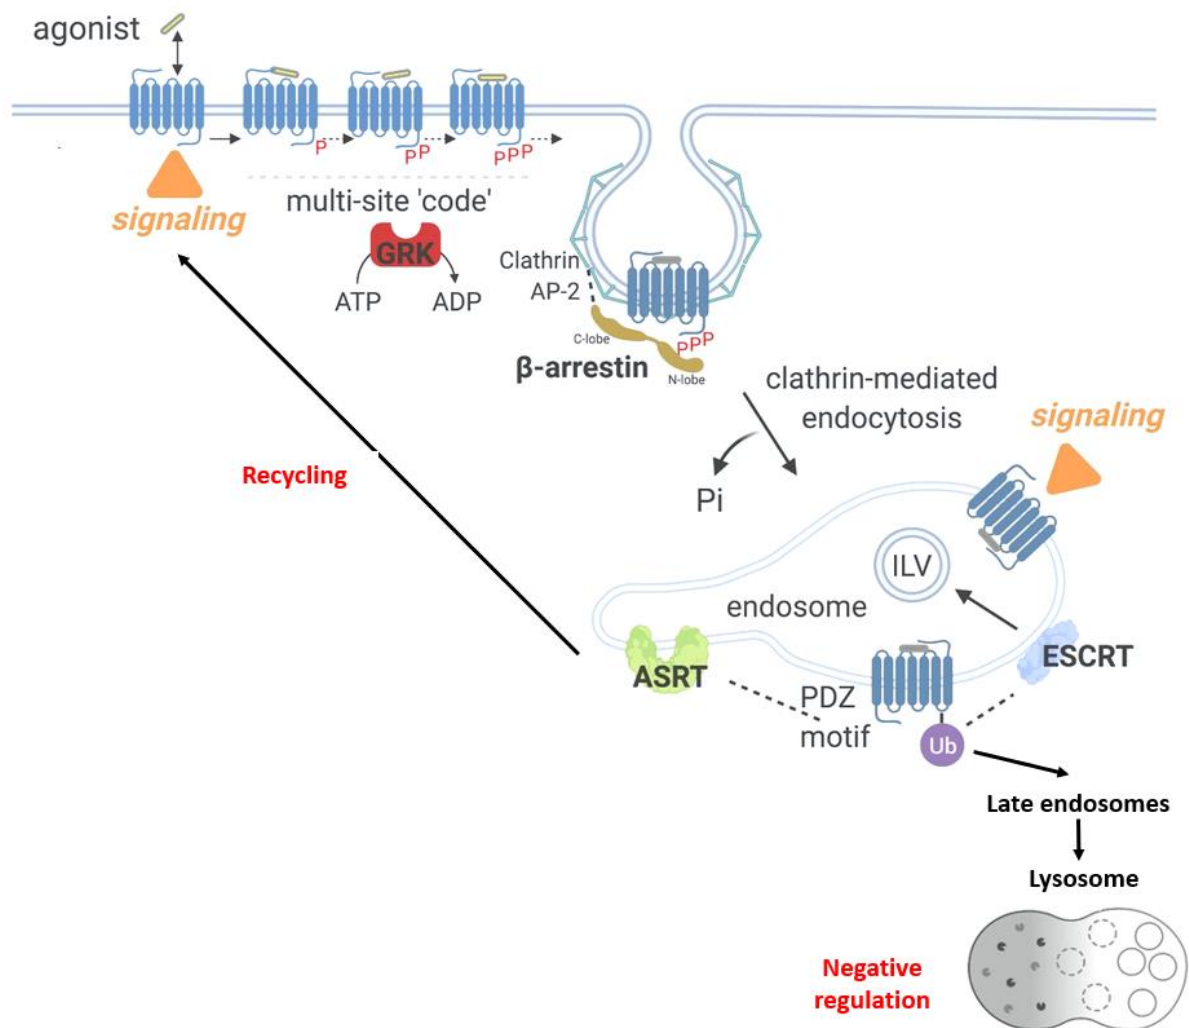 agonist
P
PP
PPP
signaling
multi-site 'code'
GRK
ATP
ADP
Clathrin
AP-2
C-lobe
PPP
β-arrestin
N-lobe
clathrin-mediated
endocytosis
signaling
Recycling
Pi
ILV
endosome
ESCRT
ASRT
PDZ
motif
Ub
Late endosomes
Lysosome
Negative
regulation